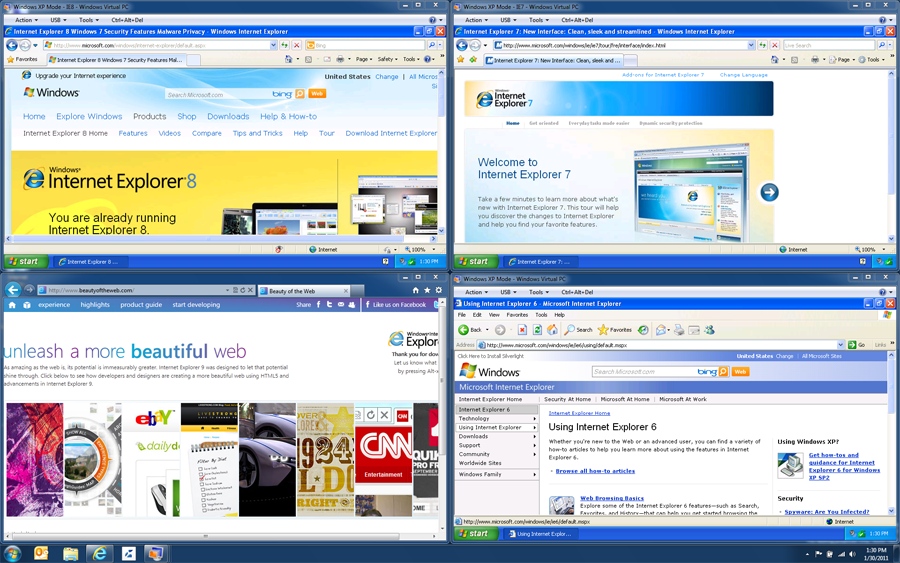 Windows XP Mode - IE8 - Windows Virtual PC
Action USB Tools Ctrl+Alt+Del
Internet Explorer 8 Windows 7 Security Features Malware Privacy - Windows Internet Explorer
http://www.microsoft.com/windows/internet-explorer/default.aspx
Bing
Favorites
Internet Explorer 8 Windows 7 Security Features Mal...
Page Safety Tools
Upgrade your Internet experience
United States Change | All Micros
Windows
Search Microsoft.com bing Web
Home Explore Windows Products Shop Downloads Help & How-to
Internet Explorer 8 Home Features Videos Compare Tips and Tricks Help Tour Download Internet Explorer
Windows
Internet Explorer 8
You are already running
Internet Explorer 8.
Internet 100%
start
Internet Explorer 8 ...
1:30 PM
Windows XP Mode - IE7 - Windows Virtual PC
Action USB Tools Ctrl+Alt+Del
Internet Explorer 7: New Interface: Clean, sleek and streamlined - Windows Internet Explorer
http://www.microsoft.com/windows/ie/ie7/tour/fre/interface/index.html
Live Search
Internet Explorer 7: New Interface: Clean, sleek and ...
Page Tools
Add-ons for Internet Explorer 7 Change Language
Windows
Internet
Explorer 7
Home Get oriented Everyday tasks made easier Dynamic security protection
Welcome to
Internet Explorer 7
Take a few minutes to learn more about what's
new with Internet Explorer 7. This tour will help
you discover the changes to Internet Explorer
and help you find your favorite features.
Internet 100%
start
Internet Explorer 7: ...
1:30 PM
http://www.beautyoftheweb.com/
Beauty of the Web
experience highlights product guide start developing
Share
Like us on Facebook
unleash a more beautiful web
As amazing as the web is, its potential is immeasurably greater. Internet Explorer 9 was designed to let that potential
shine through. Click below to see how developers and designers are creating a more beautiful web using HTML5 and
advancements in Internet Explorer 9.
Windows
Explore
Thank you for dow
Let us know what
by pressing Alt-
SHOW ALL
MAP
ebay
dailyd
LIVESTRONG
1924
LD
RIGHT
CNN
Entertainment
CNN
QUIK
PRO FR
HOME
Windows XP Mode - Windows Virtual PC
Action USB Tools Ctrl+Alt+Del
Using Internet Explorer 6 - Microsoft Internet Explorer
File Edit View Favorites Tools Help
Back Search Favorites
Address http://www.microsoft.com/windows/ie/ie6/using/default.mspx Go Links
Click Here to Install Silverlight
United States Change | All Microsoft Sites
Microsoft
Windows
Search Microsoft.com bing Web
Microsoft Internet Explorer
Internet Explorer Home | Security At Home | Microsoft At Home | Microsoft At Work
Internet Explorer 6
Technology
Using Internet Explorer
Downloads
Support
Community
Worldwide Sites
Windows Family
Internet Explorer Home
Using Internet Explorer 6
Whether you're new to the Web or an advanced user, you can find a variety of
how-to articles to help you learn more about using the features in Internet
Explorer 6.
Browse all how-to articles
Web Browsing Basics
Explore some of the Internet Explorer 6 features—such as Search,
Favorites, and History—that can help you get started browsing the
Using Windows XP?
Get how-tos and
guidance for Internet
Explorer 6 for Windows
XP SP2
Security
Spyware: Are You Infected?
http://www.microsoft.com/windows/ie/ie6/default.mspx
Internet
start
Using Internet Explor...
1:30 PM
1:30 PM
1/30/2011